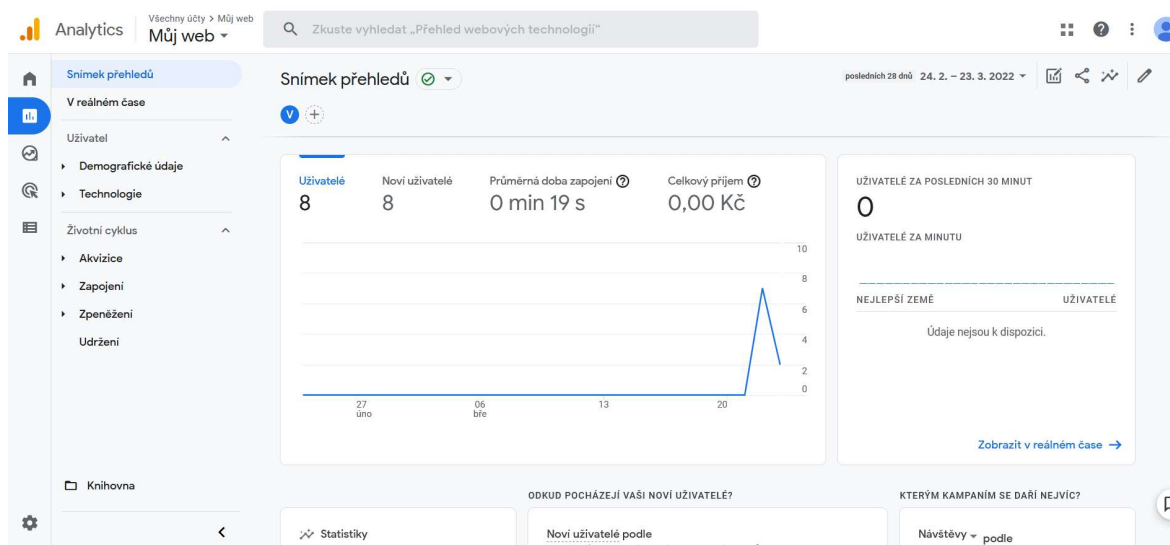 Analytics
Všechny účty > Můj web
Můj web
Zkuste vyhledat „Přehled webových technologií“
Snímek přehledů
V reálném čase
Uživatel
Demografické údaje
Technologie
Životní cyklus
Akvizice
Zapojení
Zpeněžení
Udržení
Knihovna
Snímek přehledů
posledních 28 dnů 24. 2. – 23. 3. 2022
V
Uživatelé
8
Noví uživatelé
8
Průměrná doba zapojení
0 min 19 s
Celkový příjem
0,00 Kč
10
8
6
4
2
0
27
úno
06
bře
13
20
UŽIVATELÉ ZA POSLEDNÍCH 30 MINUT
0
UŽIVATELÉ ZA MINUTU
NEJLEPŠÍ ZEMĚ UŽIVATELÉ
Údaje nejsou k dispozici.
Zobrazit v reálném čase
Statistiky
ODKUD POCHÁZEJÍ VAŠI NOVÍ UŽIVATELÉ?
Noví uživatelé podle
KTERÝM KAMPANÍM SE DAŘÍ NEJVÍC?
Návštěvy podle